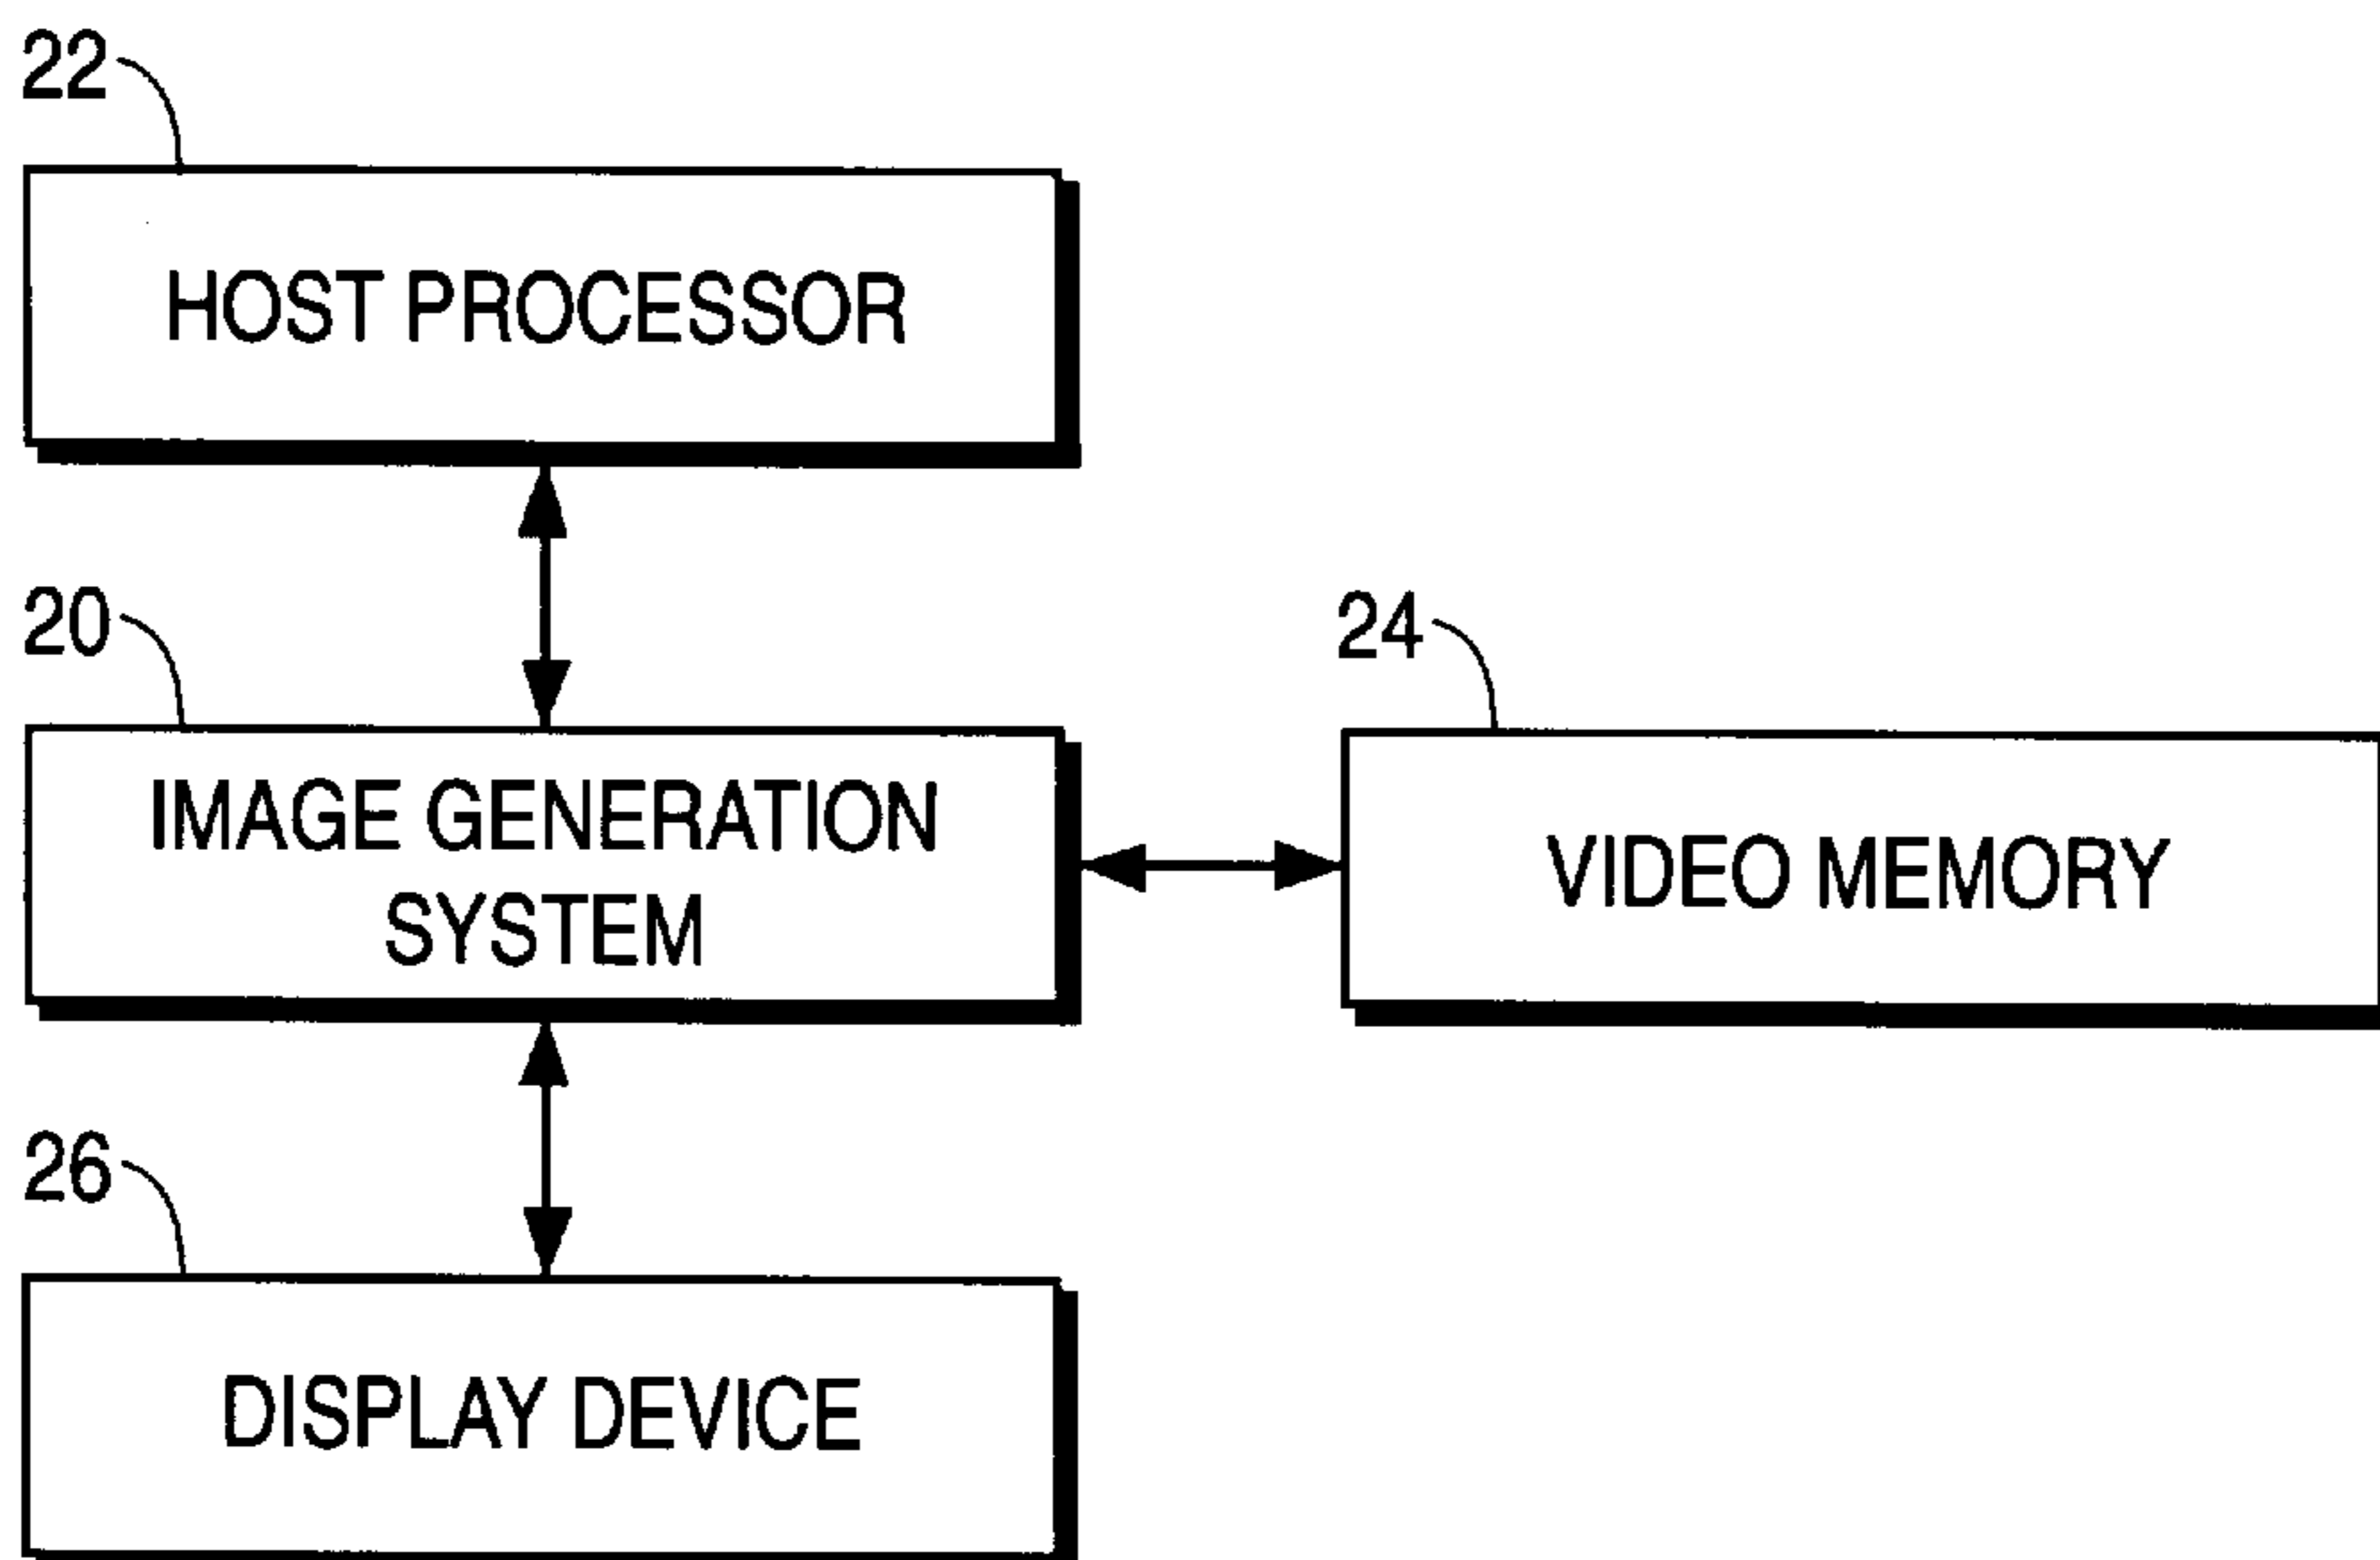 22
HOST PROCESSOR
20
IMAGE GENERATION
SYSTEM
24
VIDEO MEMORY
26
DISPLAY DEVICE